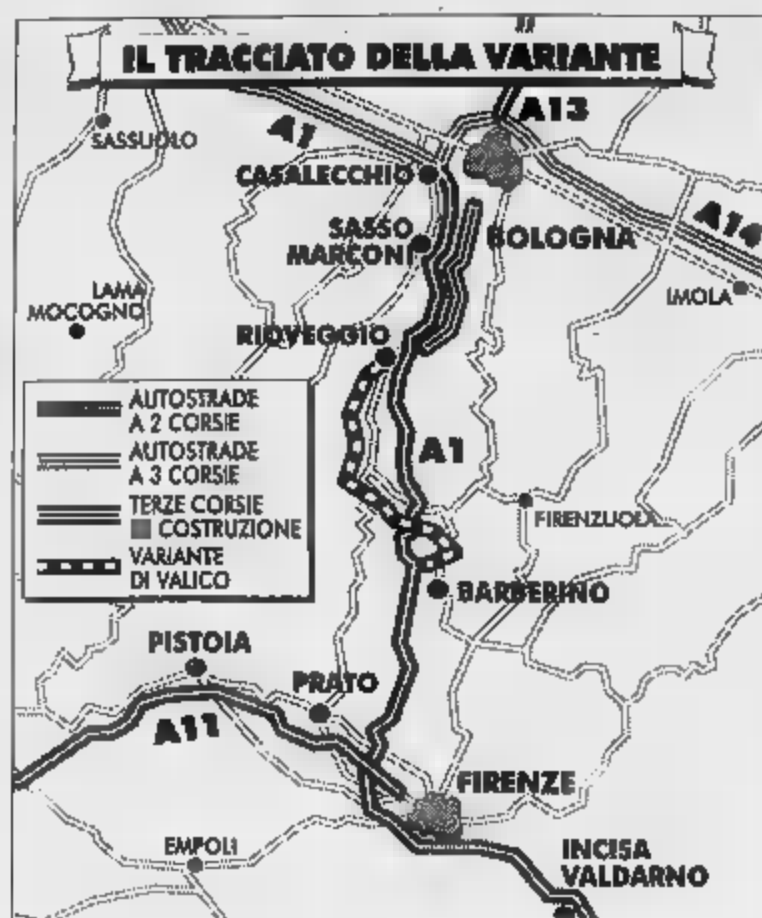 IL TRACCIATO DELLA VARIANTE
A13
SASSUOLO
A1
CASALECCHIO
SASSO
MARCONI
BOLOGNA
A14
LAMA
MOCOGNO
IMOLA
RIOVEGGIO
AUTOSTRADE
A 2 CORSIE
AUTOSTRADE
A 3 CORSIE
TERZE CORSIE
COSTRUZIONE
VARIANTE
DI VALICO
A1
FIRENZUOLA
BARBERINO
PISTOIA
PRATO
A11
FIRENZE
EMPOLI
INCISA
VALDARNO